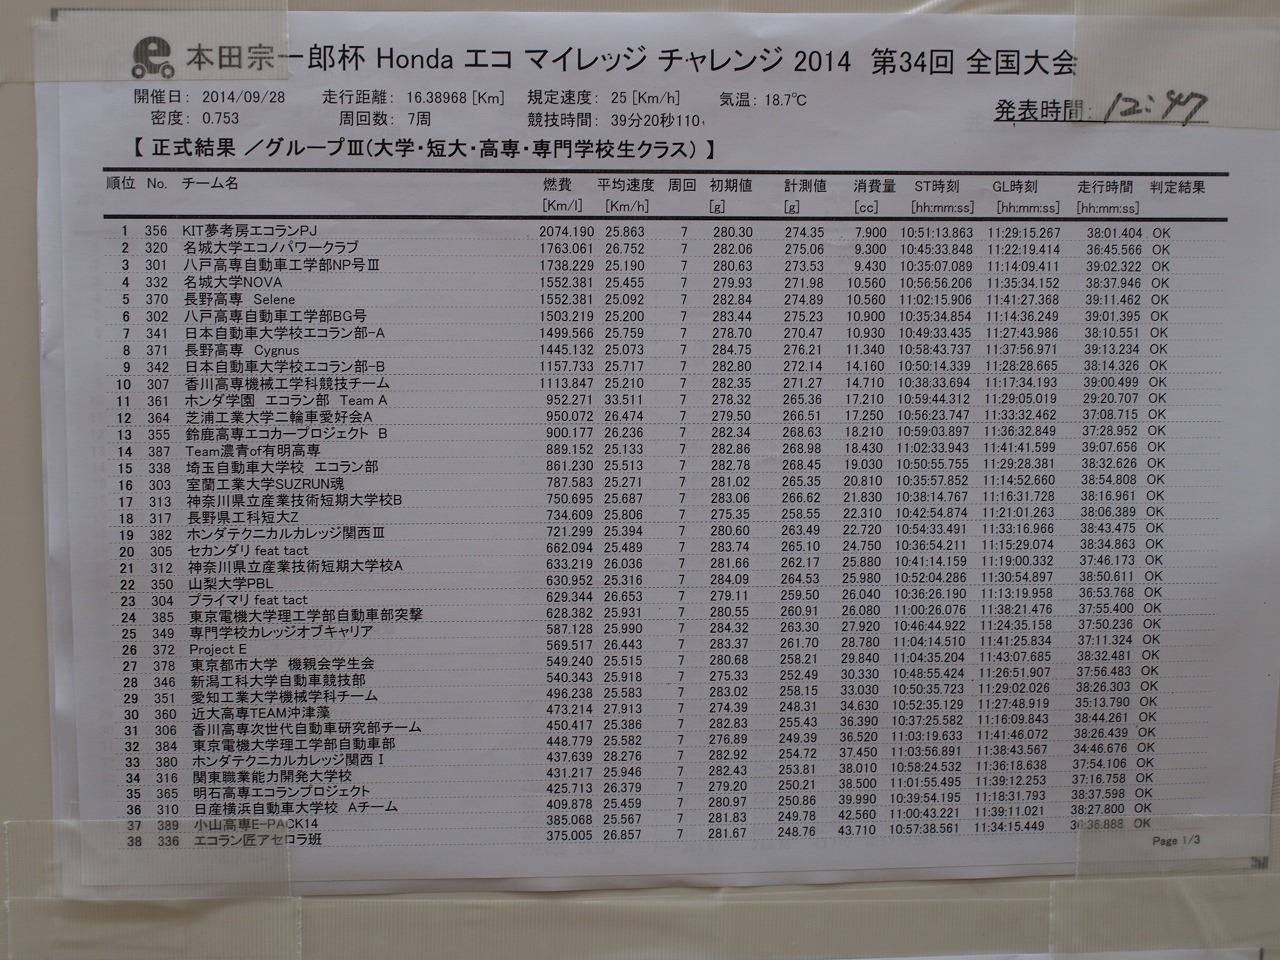 本田宗一郎杯 Honda エコ マイレッジ チャレンジ 2014 第34回 全国大会
開催日: 2014/09/28 走行距離: 16.38968 [Km] 規定速度: 25 [Km/h] 気温: 18.7℃
発表時間: 12:47
密度: 0.753 周回数: 7周 競技時間: 39分20秒110
【 正式結果 /グループⅢ(大学・短大・高専・専門学校生クラス) 】
順位 No. チーム名 燃費 平均速度 周回 初期値 計測値 消費量 ST時刻 GL時刻 走行時間 判定結果
[Km/l] [Km/h] [g] [g] [cc] [hh:mm:ss] [hh:mm:ss] [hh:mm:ss]
1 356 KIT夢考房エコランPJ 2074.190 25.863 7 280.30 274.35 7.900 10:51:13.863 11:29:15.267 38:01.404 OK
2 320 名城大学エコノパワークラブ 1763.061 26.752 7 282.06 275.06 9.300 10:45:33.848 11:22:19.414 36:45.566 OK
3 301 八戸高専自動車工学部NP号Ⅲ 1738.229 25.190 7 280.63 273.53 9.430 10:35:07.089 11:14:09.411 39:02.322 OK
4 332 名城大学NOVA 1552.381 25.455 7 279.93 271.98 10.560 10:56:56.206 11:35:34.152 38:37.946 OK
5 370 長野高専 Selene 1552.381 25.092 7 282.84 274.89 10.560 11:02:15.906 11:41:27.368 39:11.462 OK
6 302 八戸高専自動車工学部BG号 1503.219 25.200 7 283.44 275.23 10.900 10:35:34.854 11:14:36.249 39:01.395 OK
7 341 日本自動車大学校エコラン部-A 1499.566 25.759 7 278.70 270.47 10.930 10:49:33.435 11:27:43.986 38:10.551 OK
8 371 長野高専 Cygnus 1445.132 25.073 7 284.75 276.21 11.340 10:58:43.737 11:37:56.971 39:13.234 OK
9 342 日本自動車大学校エコラン部-B 1157.733 25.717 7 282.80 272.14 14.160 10:50:14.339 11:28:28.665 38:14.326 OK
10 307 香川高専機械工学科競技チーム 1113.847 25.210 7 282.35 271.27 14.710 10:38:33.694 11:17:34.193 39:00.499 OK
11 361 ホンダ学園 エコラン部 Team A 952.271 33.511 7 278.32 265.36 17.210 10:59:44.312 11:29:05.019 29:20.707 OK
12 364 芝浦工業大学二輪車愛好会A 950.072 26.474 7 279.50 266.51 17.250 10:56:23.747 11:33:32.462 37:08.715 OK
13 355 鈴鹿高専エコカープロジェクト B 900.177 26.236 7 282.34 268.63 18.210 10:59:03.897 11:36:32.849 37:28.952 OK
14 387 Team濃青of有明高専 889.152 25.133 7 282.86 268.98 18.430 11:02:33.943 11:41:41.599 39:07.656 OK
15 338 埼玉自動車大学校 エコラン部 861.230 25.513 7 282.78 268.45 19.030 10:50:55.755 11:29:28.381 38:32.626 OK
16 303 室蘭工業大学SUZRUN魂 787.583 25.271 7 281.02 265.35 20.810 10:35:57.852 11:14:52.660 38:54.808 OK
17 313 神奈川県立産業技術短期大学校B 750.695 25.687 7 283.06 266.62 21.830 10:38:14.767 11:16:31.728 38:16.961 OK
18 317 長野県工科短大Z 734.609 25.806 7 275.35 258.55 22.310 10:42:54.874 11:21:01.263 38:06.389 OK
19 382 ホンダテクニカルカレッジ関西Ⅲ 721.299 25.394 7 280.60 263.49 22.720 10:54:33.491 11:33:16.966 38:43.475 OK
20 305 セカンダリ feat tact 662.094 25.489 7 283.74 265.10 24.750 10:36:54.211 11:15:29.074 38:34.863 OK
21 312 神奈川県立産業技術短期大学校A 633.219 26.036 7 281.66 262.17 25.880 10:41:14.159 11:19:00.332 37:46.173 OK
22 350 山梨大学PBL 630.952 25.316 7 284.09 264.53 25.980 10:52:04.286 11:30:54.897 38:50.611 OK
23 304 プライマリ feat tact 629.344 26.653 7 279.11 259.50 26.040 10:36:26.190 11:13:19.958 36:53.768 OK
24 385 東京電機大学理工学部自動車部突撃 628.382 25.931 7 280.55 260.91 26.080 11:00:26.076 11:38:21.476 37:55.400 OK
25 349 専門学校カレッジオブキャリア 587.128 25.990 7 284.32 263.30 27.920 10:46:44.922 11:24:35.158 37:50.236 OK
26 372 Project E 569.517 26.443 7 283.37 261.70 28.780 11:04:14.510 11:41:25.834 37:11.324 OK
27 378 東京都市大学 機親会学生会 549.240 25.515 7 280.68 258.21 29.840 11:04:35.204 11:43:07.685 38:32.481 OK
28 346 新潟工科大学自動車競技部 540.343 25.918 7 275.33 252.49 30.330 10:48:55.424 11:26:51.907 37:56.483 OK
29 351 愛知工業大学機械学科チーム 496.238 25.583 7 283.02 258.15 33.030 10:50:35.723 11:29:02.026 38:26.303 OK
30 360 近大高専TEAM沖津藻 473.214 27.913 7 274.39 248.31 34.630 10:52:35.129 11:27:48.919 35:13.790 OK
31 306 香川高専次世代自動車研究部チーム 450.417 25.386 7 282.83 255.43 36.390 10:37:25.582 11:16:09.843 38:44.261 OK
32 384 東京電機大学理工学部自動車部 448.779 25.582 7 276.89 249.39 36.520 11:03:19.633 11:41:46.072 38:26.439 OK
33 380 ホンダテクニカルカレッジ関西Ⅰ 437.639 28.276 7 282.92 254.72 37.450 11:03:56.891 11:38:43.567 34:46.676 OK
34 316 関東職業能力開発大学校 431.217 25.946 7 282.43 253.81 38.010 10:58:24.532 11:36:18.638 37:54.106 OK
35 365 明石高専エコランプロジェクト 425.713 26.379 7 279.20 250.21 38.500 11:01:55.495 11:39:12.253 37:16.758 OK
36 310 日産横浜自動車大学校 Aチーム 409.878 25.459 7 280.97 250.86 39.990 10:39:54.195 11:18:31.793 38:37.598 OK
37 389 小山高専E-PACK14 385.068 25.567 7 281.83 249.78 42.560 11:00:43.221 11:39:11.021 38:27.800 OK
38 336 エコラン匠アセロラ班 375.005 26.857 7 281.67 248.76 43.710 10:57:38.561 11:34:15.449 36:36.888 OK
Page 1/3